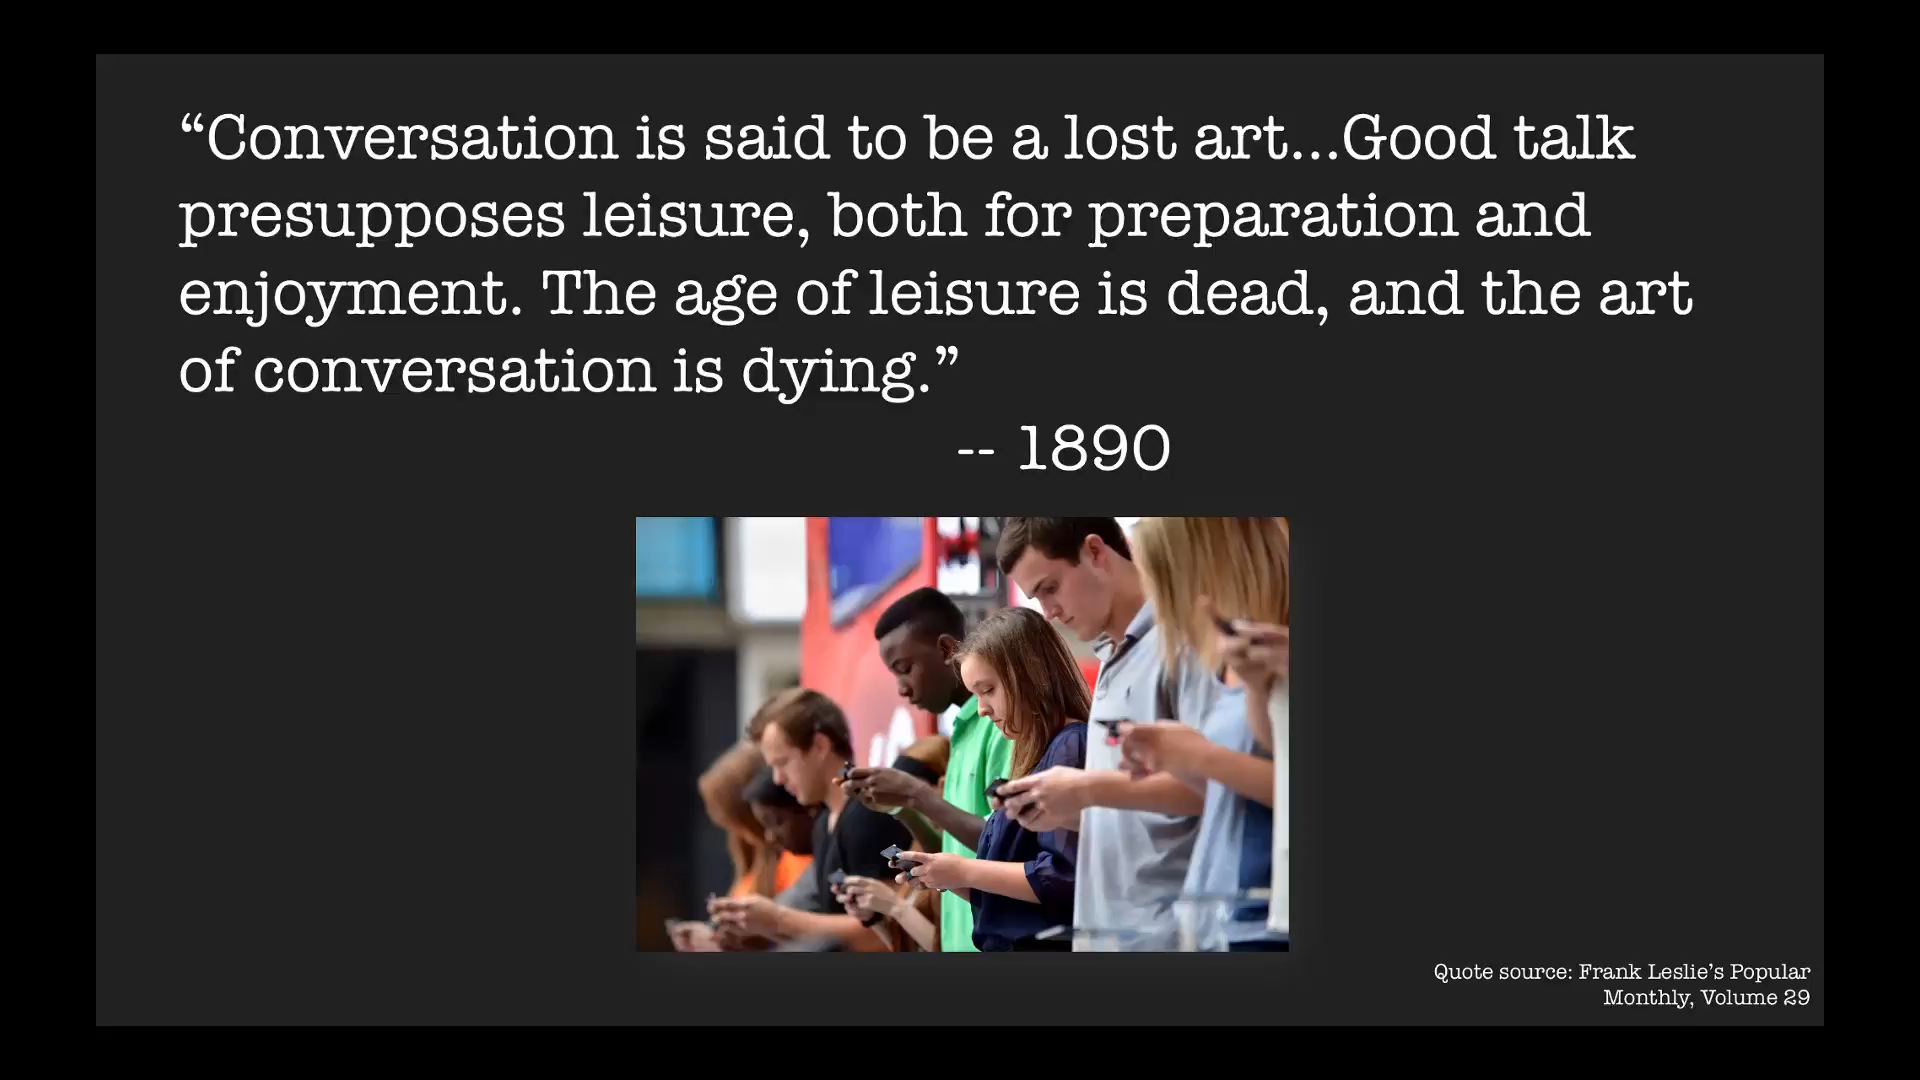 “Conversation is said to be a lost art...Good talk
presupposes leisure, both for preparation and
enjoyment. The age of leisure is dead, and the art
of conversation is dying.”
-- 1890
Quote source: Frank Leslie’s Popular
Monthly, Volume 29